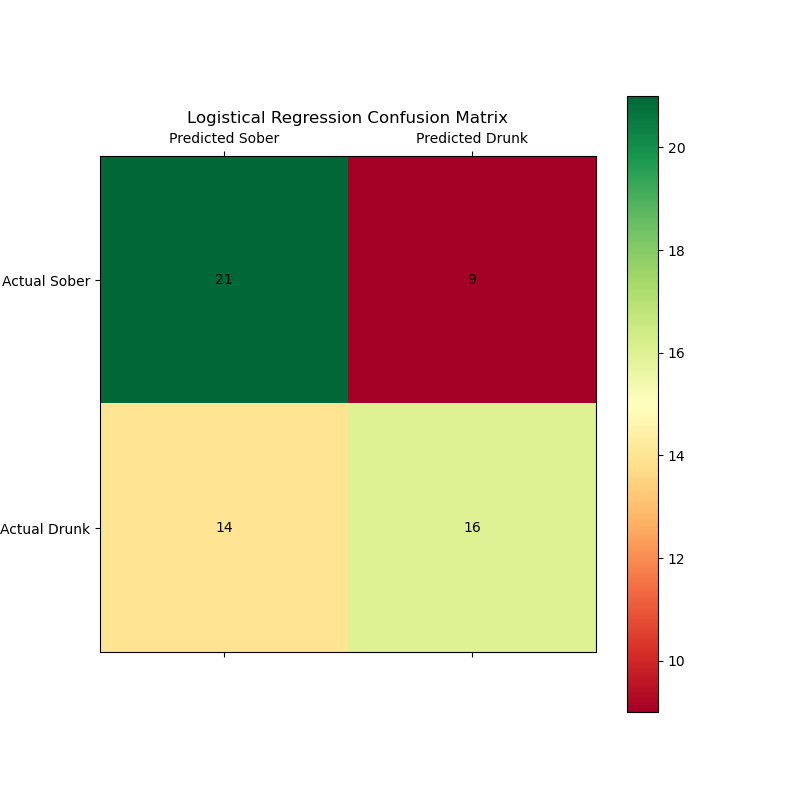 Logistical Regression Confusion Matrix
Predicted Sober Predicted Drunk
Actual Sober 21 9
Actual Drunk 14 16
20
18
16
14
12
10